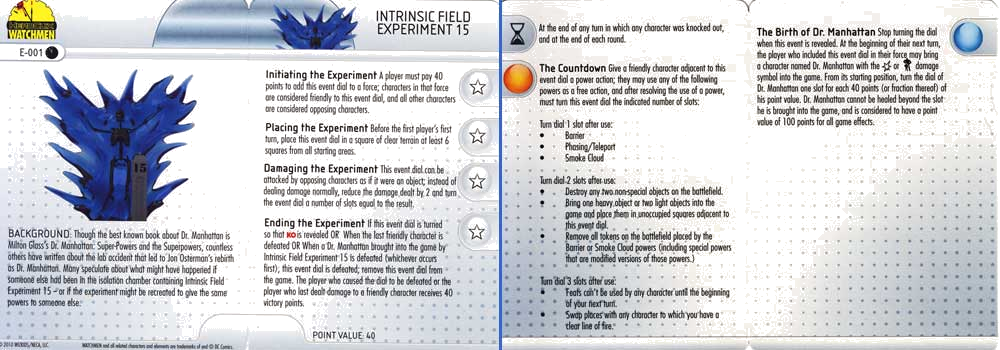 HEROCLIX
WATCHMEN
E-001
INTRINSIC FIELD
EXPERIMENT 15
15
BACKGROUND: Though the best known book about Dr. Manhattan is
Milton Glass's Dr. Manhattan: Super-Powers and the Superpowers, countless
others have written about the lab accident that led to Jon Osterman's rebirth
as Dr. Manhattan. Many speculate about what might have happened if
someone else had been in the isolation chamber containing Intrinsic Field
Experiment 15 – or if the experiment might be recreated to give the same
powers to someone else.
© 2010 WIZKIDS/NECA, LLC.
WATCHMEN and all related characters and elements are trademarks of and © DC Comics.
Initiating the Experiment A player must pay 40
points to add this event dial to a force; characters in that force
are considered friendly to this event dial, and all other characters
are considered opposing characters.
Placing the Experiment Before the first player's first
turn, place this event dial in a square of clear terrain at least 6
squares from all starting areas.
Damaging the Experiment This event dial can be
attacked by opposing characters as if it were an object; instead of
dealing damage normally, reduce the damage dealt by 2 and turn
the event dial a number of slots equal to the result.
Ending the Experiment If this event dial is turned
so that KO is revealed OR When the last friendly character is
defeated OR When a Dr. Manhattan brought into the game by
Intrinsic Field Experiment 15 is defeated (whichever occurs
first), this event dial is defeated; remove this event dial from
the game. The player who caused the dial to be defeated or the
player who last dealt damage to a friendly character receives 40
victory points.
POINT VALUE: 40
At the end of any turn in which any character was knocked out,
and at the end of each round.
The Countdown Give a friendly character adjacent to this
event dial a power action; they may use any of the following
powers as a free action, and after resolving the use of a power,
must turn this event dial the indicated number of slots:
Turn dial 1 slot after use:
• Barrier
• Phasing/Teleport
• Smoke Cloud
Turn dial 2 slots after use:
• Destroy any two non-special objects on the battlefield.
• Bring one heavy object or two light objects into the
game and place them in unoccupied squares adjacent to
this event dial.
• Remove all tokens on the battlefield placed by the
Barrier or Smoke Cloud powers (including special powers
that are modified versions of those powers.)
Turn dial 3 slots after use:
• Feats can't be used by any character until the beginning
of your next turn.
• Swap places with any character to which you have a
clear line of fire.
The Birth of Dr. Manhattan Stop turning the dial
when this event is revealed. At the beginning of their next turn,
the player who included this event dial in their force may bring
a character named Dr. Manhattan with the or damage
symbol into the game. From its starting position, turn the dial of
Dr. Manhattan one slot for each 40 points (or fraction thereof) of
his point value. Dr. Manhattan cannot be healed beyond the slot
he is brought into the game, and is considered to have a point
value of 100 points for all game effects.